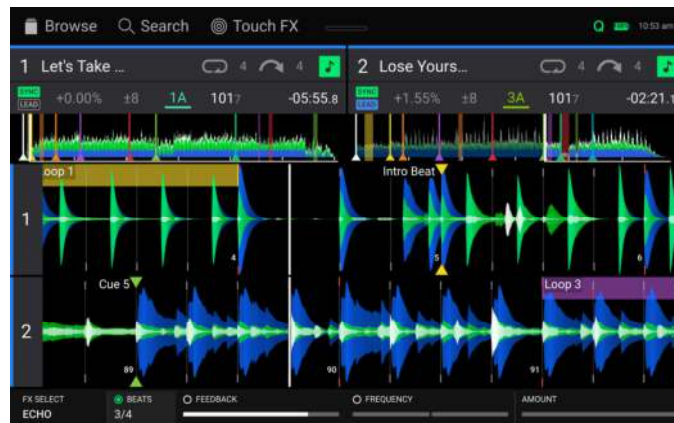 Browse Search Touch FX Q 10:53 am
1 Let's Take ... 4 4 2 Lose Yours... 4 4
SYNC LEAD +0.00% ±8 1A 1017 -05:55.8 SYNC LEAD +1.55% ±8 3A 1017 -02:21.1
Loop 1 Intro Beat
1
4 5 6
Cue 5 Loop 3
2
89 90 91
FX SELECT BEATS FEEDBACK FREQUENCY AMOUNT
ECHO 3/4